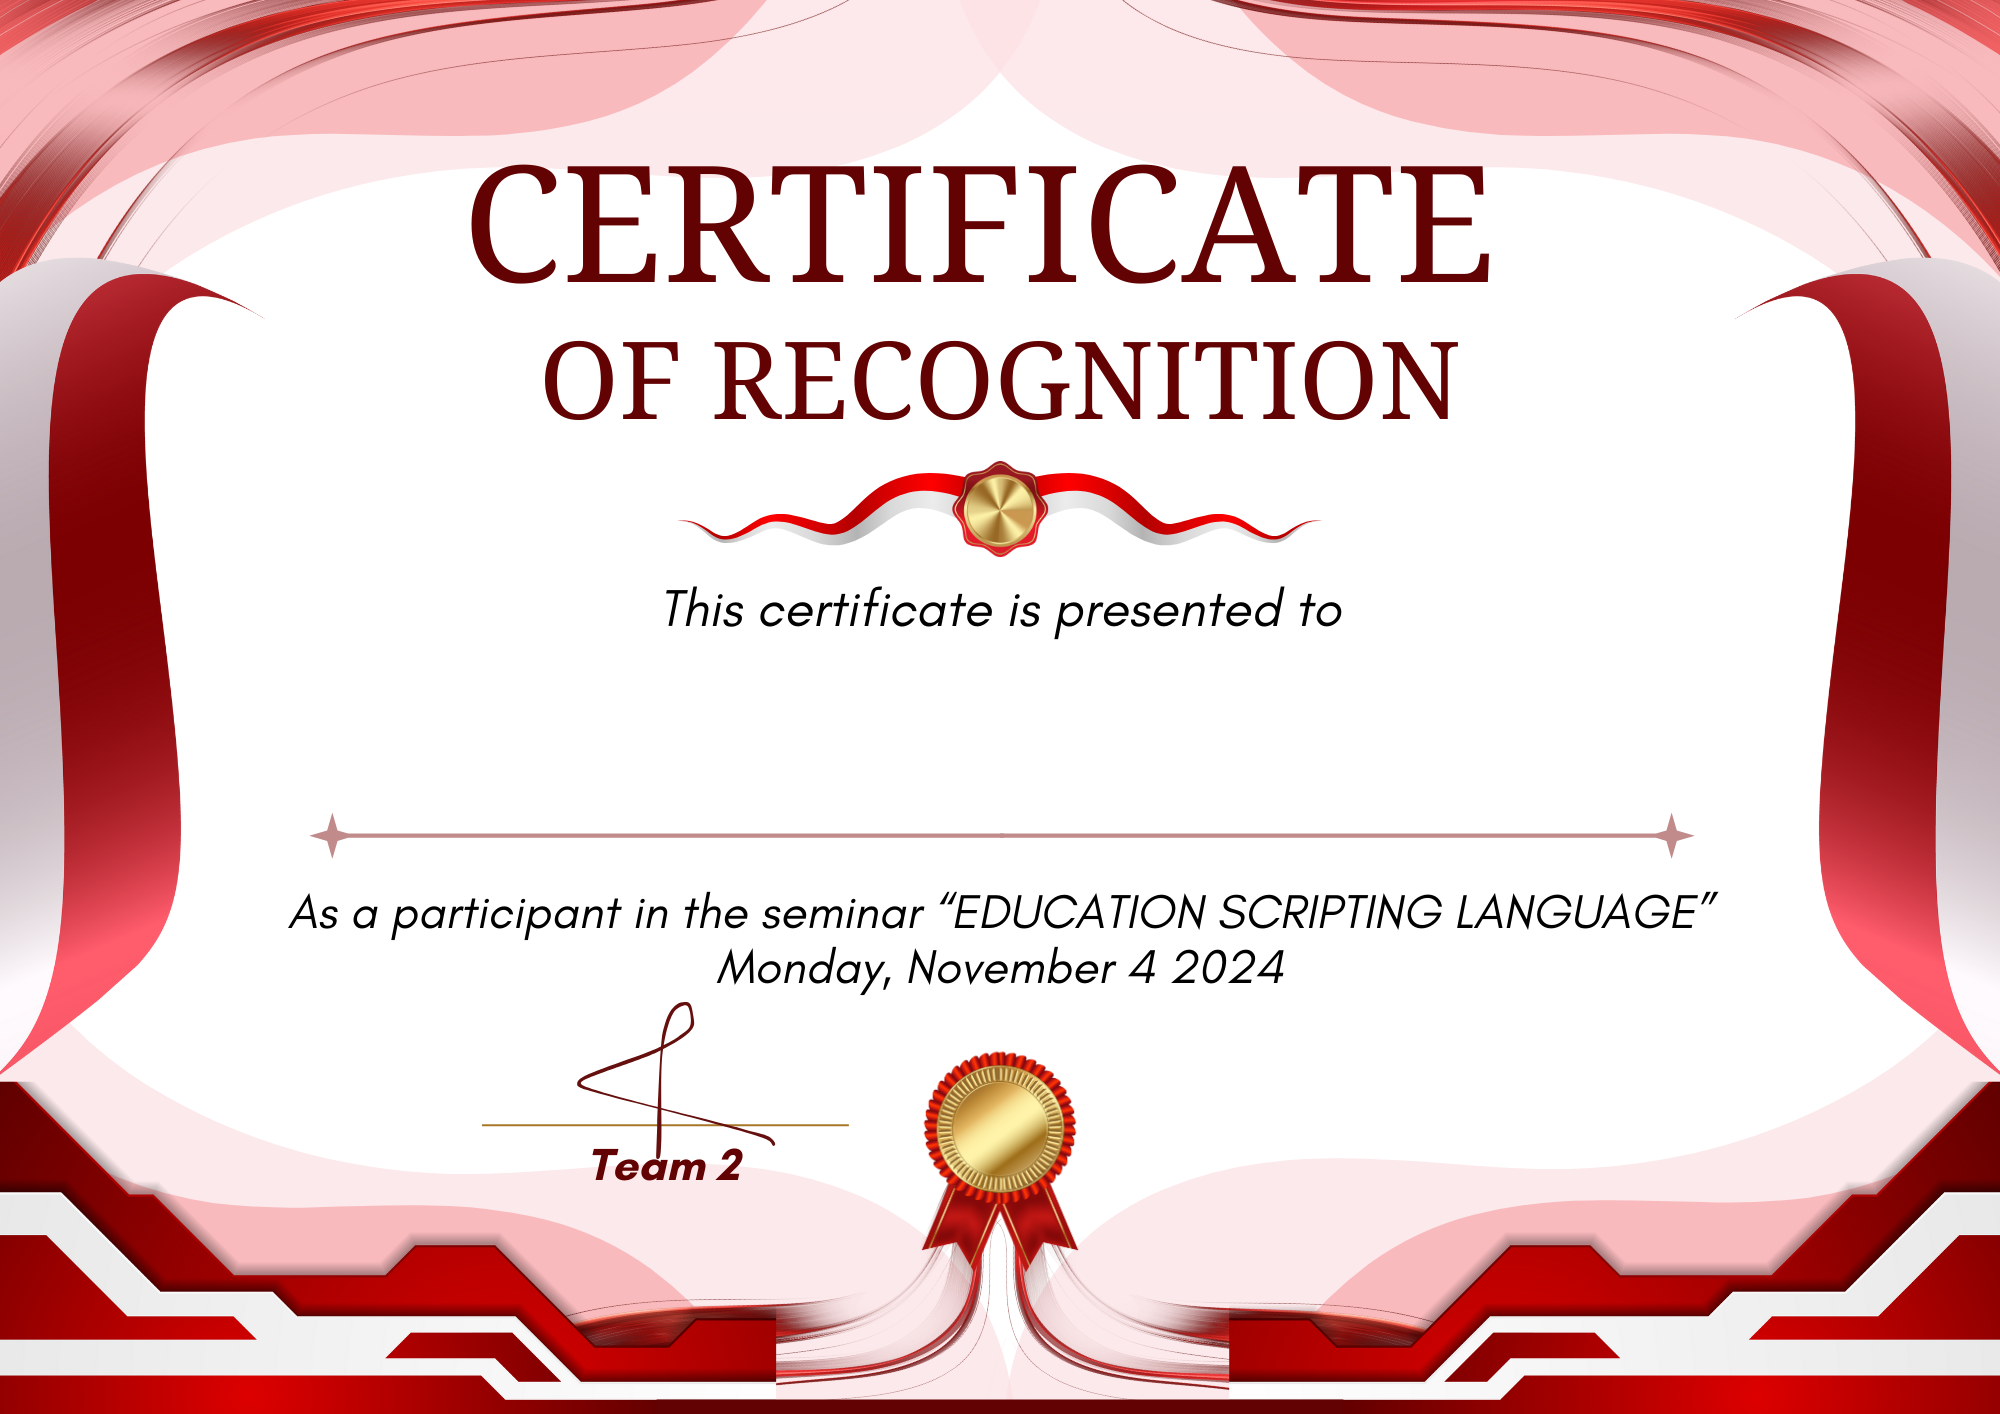 CERTIFICATE
OF RECOGNITION
This certificate is presented to
As a participant in the seminar “EDUCATION SCRIPTING LANGUAGE”
Monday, November 4 2024
Team 2